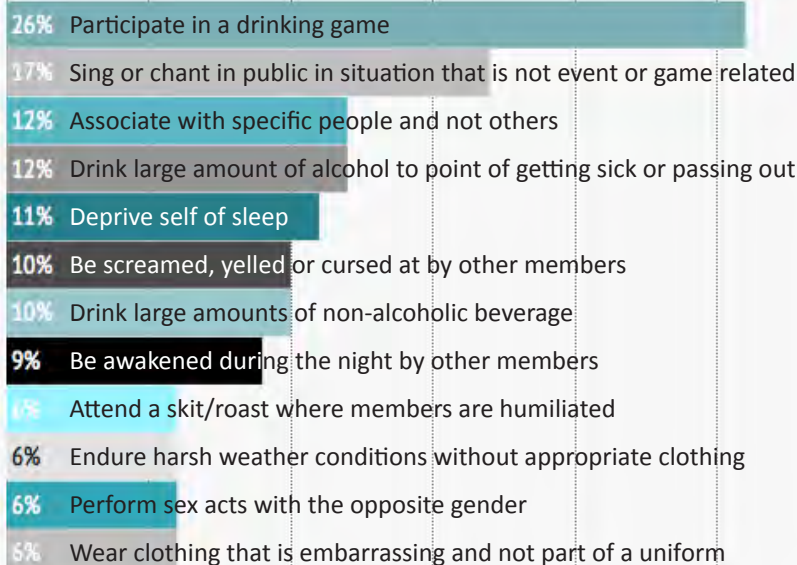 26% Participate in a drinking game
17% Sing or chant in public in situation that is not event or game related
12% Associate with specific people and not others
12% Drink large amount of alcohol to point of getting sick or passing out
11% Deprive self of sleep
10% Be screamed, yelled or cursed at by other members
10% Drink large amounts of non-alcoholic beverage
9% Be awakened during the night by other members
6% Attend a skit/roast where members are humiliated
6% Endure harsh weather conditions without appropriate clothing
6% Perform sex acts with the opposite gender
6% Wear clothing that is embarrassing and not part of a uniform